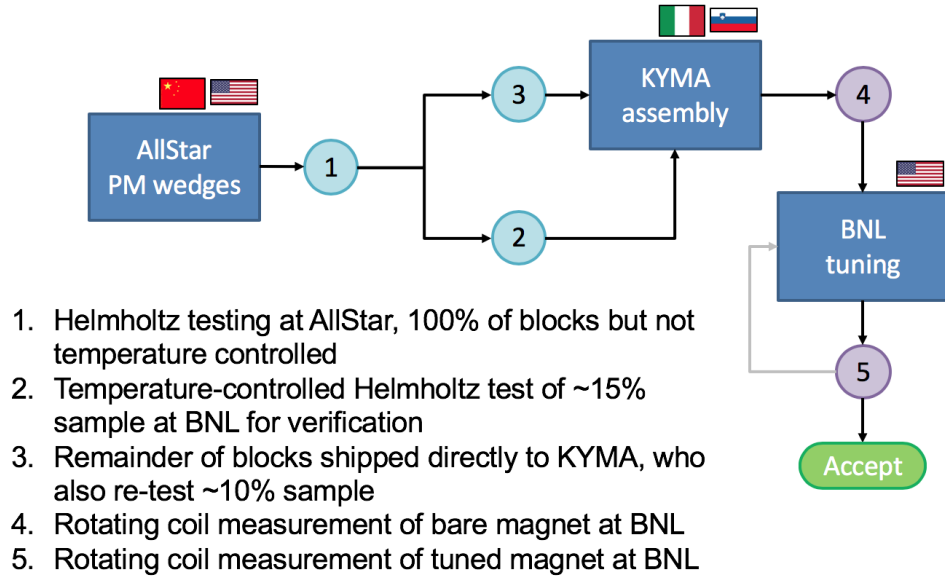 AllStar
PM wedges
1
3
2
KYMA
assembly
4
BNL
tuning
5
Accept
1. Helmholtz testing at AllStar, 100% of blocks but not
temperature controlled
2. Temperature-controlled Helmholtz test of ~15%
sample at BNL for verification
3. Remainder of blocks shipped directly to KYMA, who
also re-test ~10% sample
4. Rotating coil measurement of bare magnet at BNL
5. Rotating coil measurement of tuned magnet at BNL